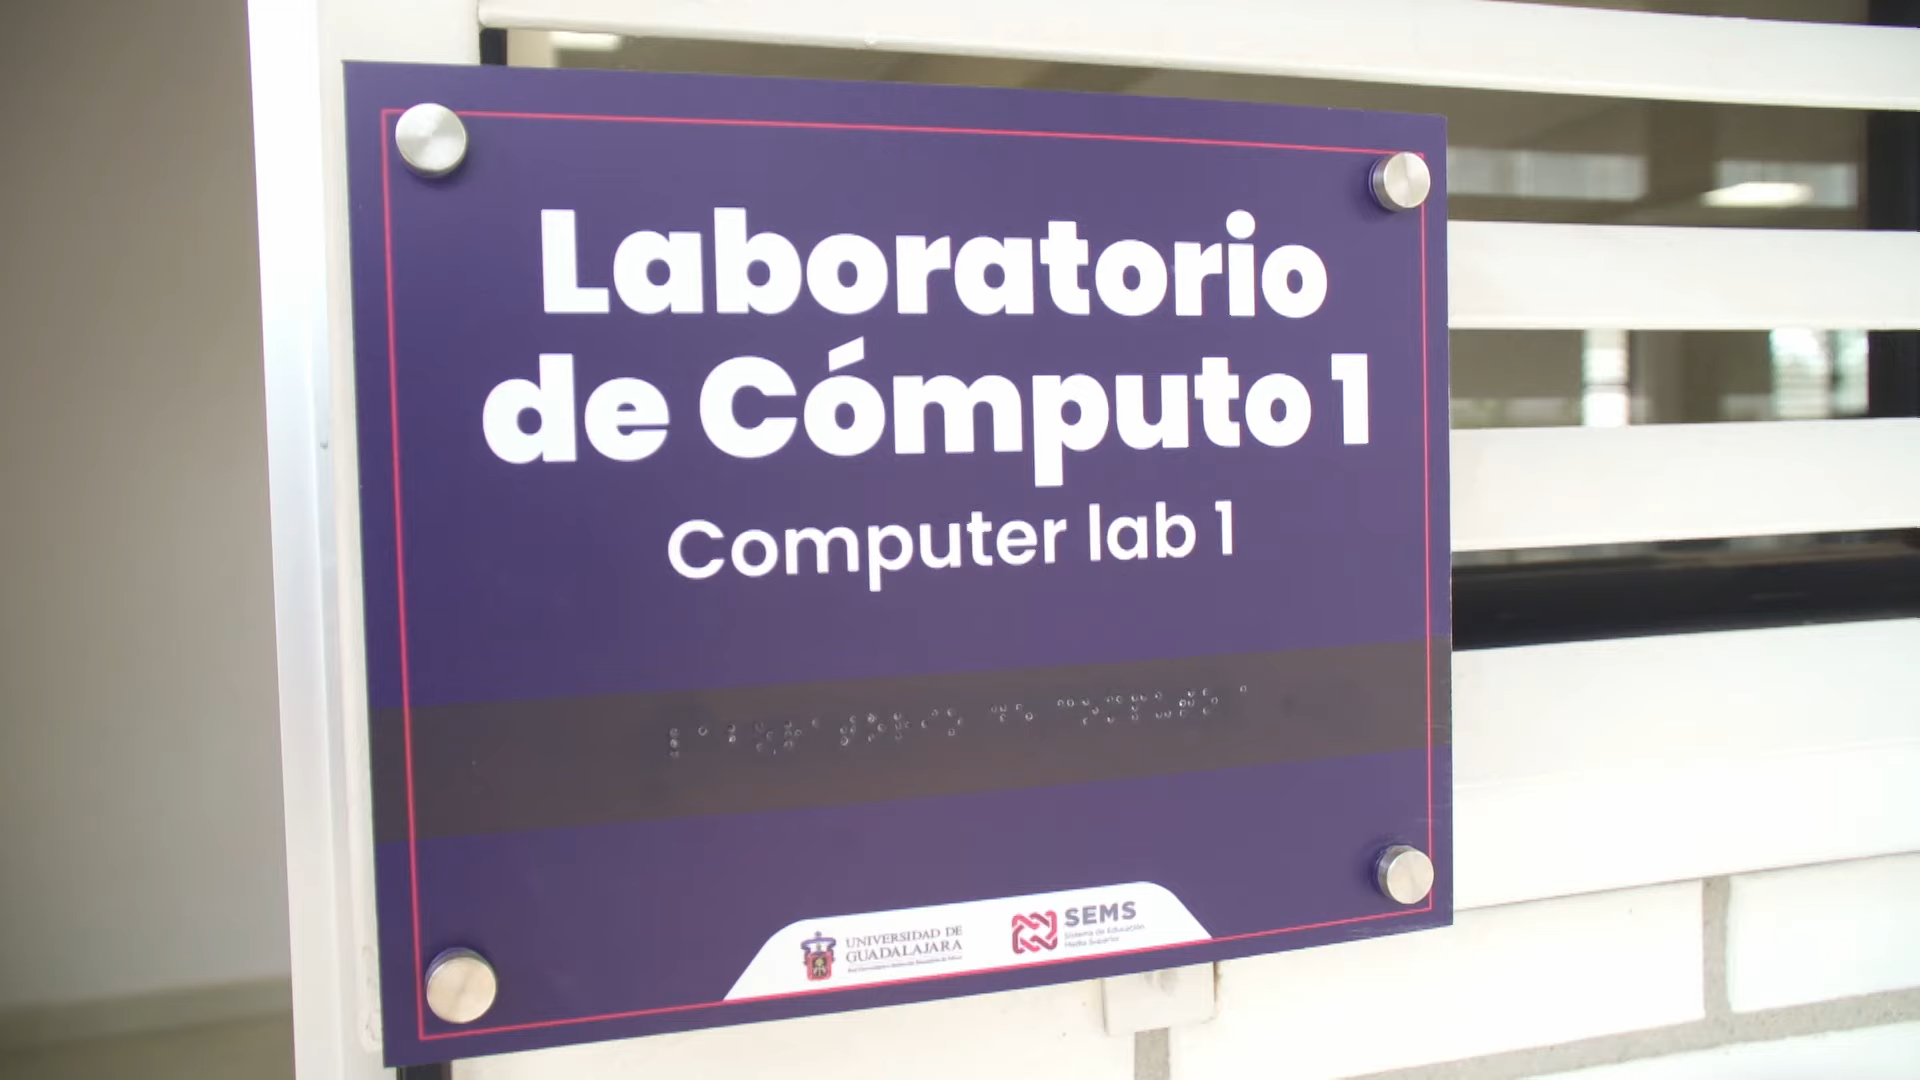 Laboratorio
de Cómputo 1
Computer lab 1
UNIVERSIDAD DE
GUADALAJARA
SEMS
Sistema de Educación
Media Superior